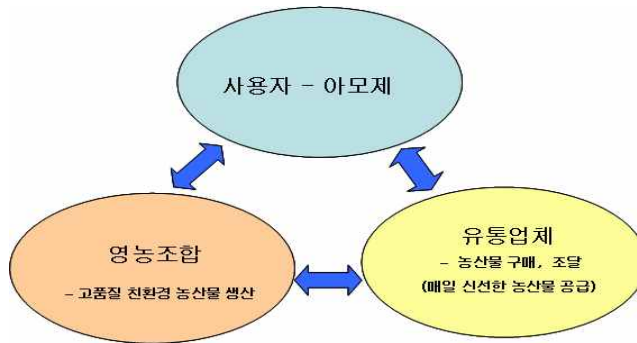 사용자 - 아모제
영농조합
- 고품질 친환경 농산물 생산
유통업체
- 농산물 구매, 조달
(매일 신선한 농산물 공급)